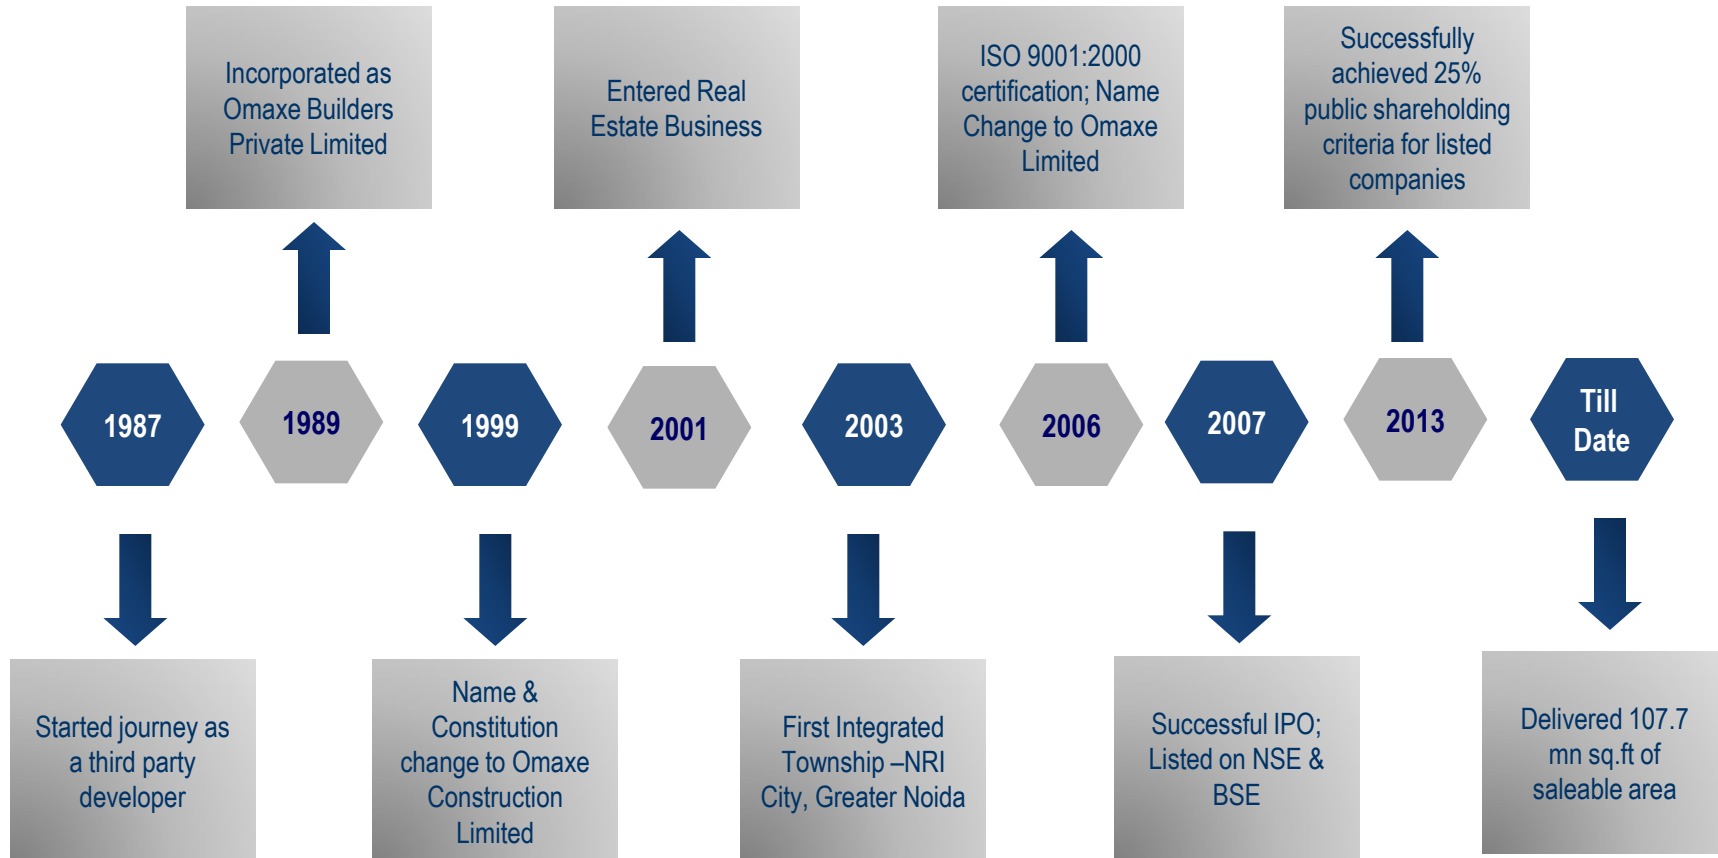 Incorporated as
Omaxe Builders
Private Limited
Entered Real
Estate Business
ISO 9001:2000
certification; Name
Change to Omaxe
Limited
Successfully
achieved 25%
public shareholding
criteria for listed
companies
1987
1989
1999
2001
2003
2006
2007
2013
Till
Date
Started journey as
a third party
developer
Name &
Constitution
change to Omaxe
Construction
Limited
First Integrated
Township –NRI
City, Greater Noida
Successful IPO;
Listed on NSE &
BSE
Delivered 107.7
mn sq.ft of
saleable area